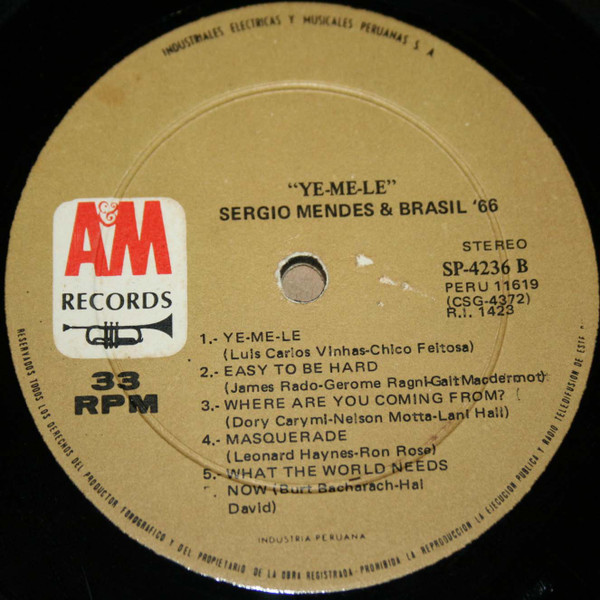 INDUSTRIALES ELECTRICAS Y MUSICALES PERUANAS S. A.
"YE-ME-LE"
SERGIO MENDES & BRASIL '66
A&M
RECORDS
STEREO
SP-4236 B
PERU 11619
(CSG-4372)
R.I. 1423
33
RPM
1.- YE-ME-LE
(Luis Carlos Vinhas-Chico Feitosa)
2.- EASY TO BE HARD
(James Rado-Gerome Ragni-Galt Macdermot)
3.- WHERE ARE YOU COMING FROM?
(Dory Carymi-Nelson Motta-Lani Hall)
4.- MASQUERADE
(Leonard Haynes-Ron Rose)
5.- WHAT THE WORLD NEEDS
NOW (Burt Bacharach-Hal
David)
INDUSTRIA PERUANA
RESERVADOS TODOS LOS DERECHOS DEL PRODUCTOR FONOGRAFICO Y DEL PROPIETARIO DE LA OBRA REGISTRADA-PROHIBIDA LA REPRODUCCION, LA EJECUCION PUBLICA Y RADIO TELEDIFUSION DE ESTA